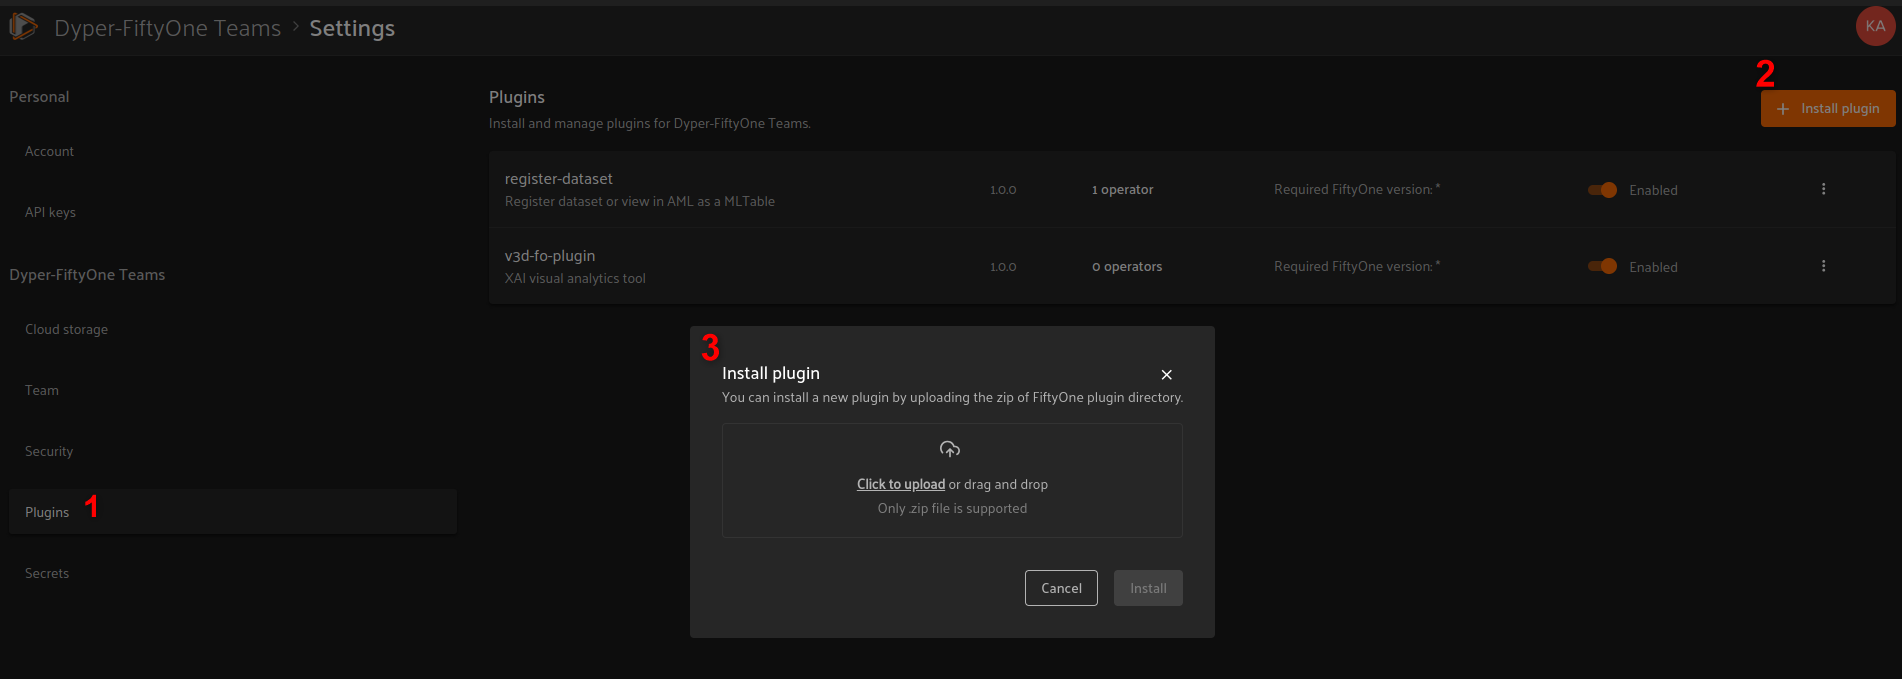 Dyper-FiftyOne Teams > Settings
KA
Personal
Account
API keys
Dyper-FiftyOne Teams
Cloud storage
Team
Security
Plugins 1
Secrets
Plugins
Install and manage plugins for Dyper-FiftyOne Teams.
2
+ Install plugin
register-dataset
Register dataset or view in AML as a MLTable
1.0.0
1 operator
Required FiftyOne version: *
Enabled
v3d-fo-plugin
XAI visual analytics tool
1.0.0
0 operators
Required FiftyOne version: *
Enabled
3
Install plugin
You can install a new plugin by uploading the zip of FiftyOne plugin directory.
Click to upload or drag and drop
Only .zip file is supported
Cancel
Install